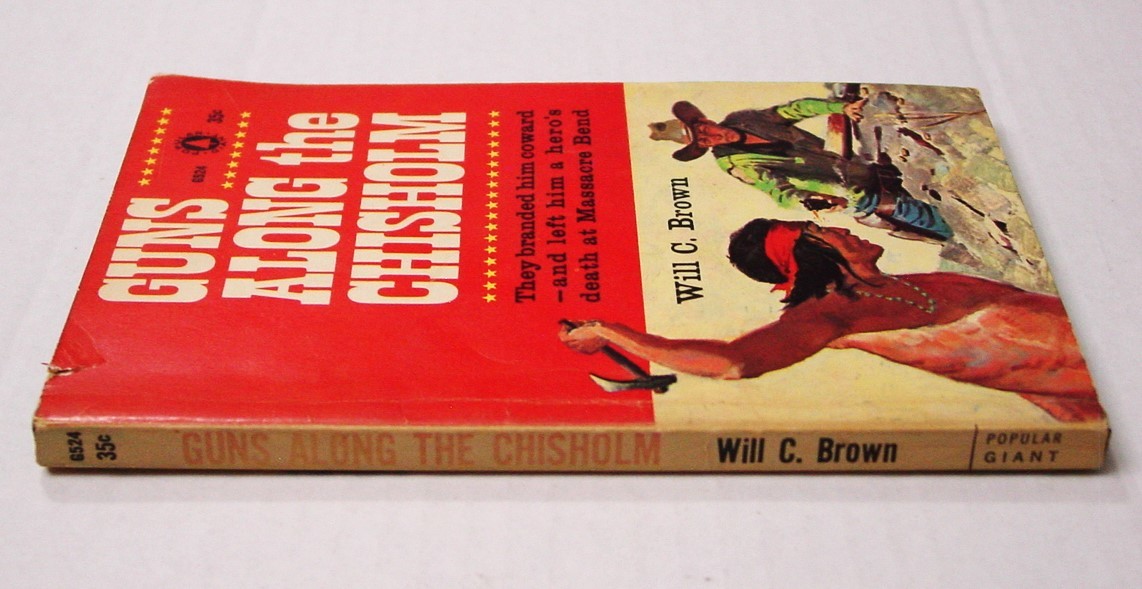 G524
35c
GUNS
ALONG the
CHISHOLM
They branded him coward
—and left him a hero's
death at Massacre Bend
Will C. Brown
G524
35c
GUNS ALONG THE CHISHOLM
Will C. Brown
POPULAR
GIANT